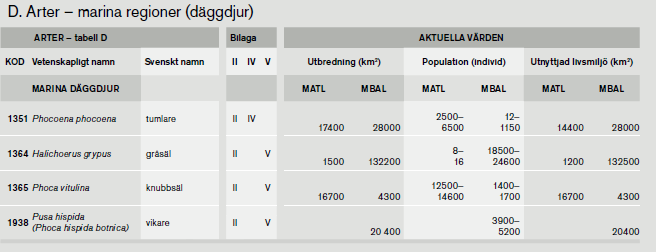 D. Arter – marina regioner (däggdjur)
ARTER – tabell D Bilaga AKTUELLA VÄRDEN
KOD Vetenskapligt namn Svenskt namn II IV V Utbredning (km²) Population (individ) Utnyttjad livsmiljö (km²)
MARINA DÄGGDJUR MATL MBAL MATL MBAL MATL MBAL
1351 Phocoena phocoena tumlare II IV 17400 28000 2500–6500 12–1150 14400 28000
1364 Halichoerus grypus gråsäl II V 1500 132200 8–16 18500–24600 1200 132500
1365 Phoca vitulina knubbsäl II V 16700 4300 12500–14600 1400–1700 16700 4300
1938 Pusa hispida
(Phoca hispida botnica) vikare II V 20 400 3900–5200 20400